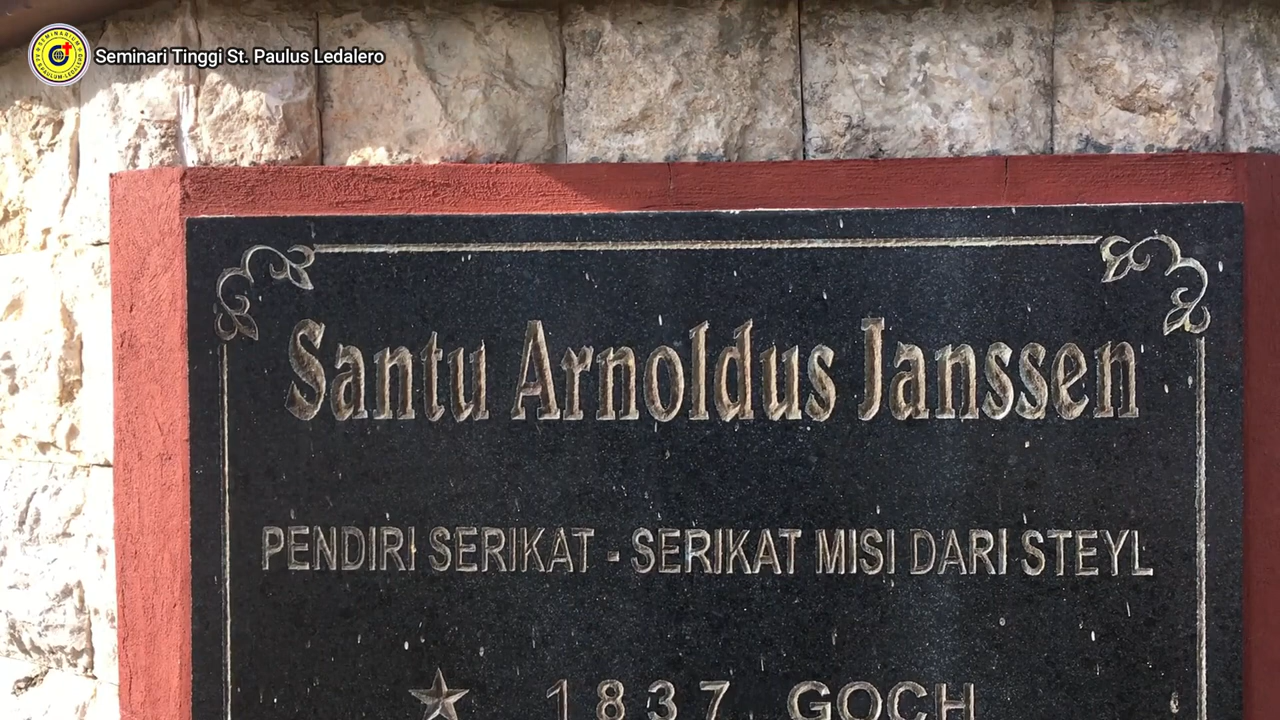 Seminari Tinggi St. Paulus Ledalero
Santu Arnoldus Janssen
PENDIRI SERIKAT - SERIKAT MISI DARI STEYL
1837 GOCH